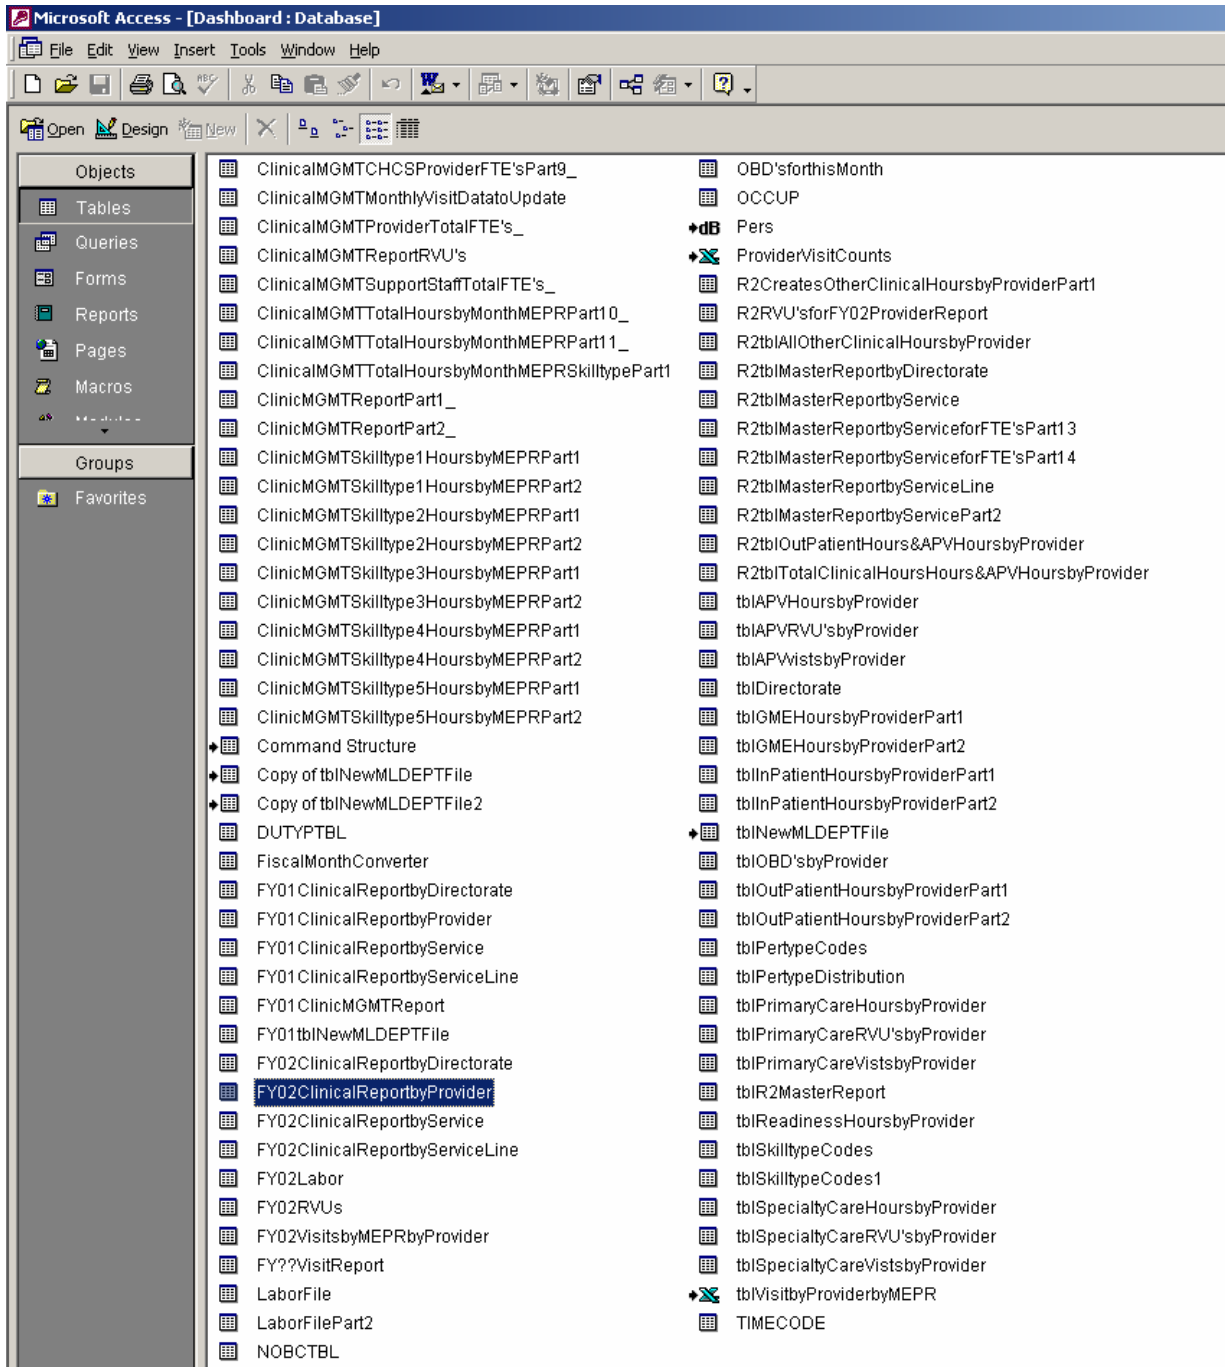 Microsoft Access - [Dashboard : Database]
File Edit View Insert Tools Window Help
Open Design New
Objects
Tables
Queries
Forms
Reports
Pages
Macros
Groups
Favorites
ClinicalMGMTCHCSProviderFTE'sPart9_
ClinicalMGMTMonthlyVisitDatatoUpdate
ClinicalMGMTProviderTotalFTE's_
ClinicalMGMTReportRVU's
ClinicalMGMTSupportStaffTotalFTE's_
ClinicalMGMTTotalHoursbyMonthMEPRPart10_
ClinicalMGMTTotalHoursbyMonthMEPRPart11_
ClinicalMGMTTotalHoursbyMonthMEPRSkilltypePart1
ClinicMGMTReportPart1_
ClinicMGMTReportPart2_
ClinicMGMTSkilltype1HoursbyMEPRPart1
ClinicMGMTSkilltype1HoursbyMEPRPart2
ClinicMGMTSkilltype2HoursbyMEPRPart1
ClinicMGMTSkilltype2HoursbyMEPRPart2
ClinicMGMTSkilltype3HoursbyMEPRPart1
ClinicMGMTSkilltype3HoursbyMEPRPart2
ClinicMGMTSkilltype4HoursbyMEPRPart1
ClinicMGMTSkilltype4HoursbyMEPRPart2
ClinicMGMTSkilltype5HoursbyMEPRPart1
ClinicMGMTSkilltype5HoursbyMEPRPart2
Command Structure
Copy of tblNewMLDEPTFile
Copy of tblNewMLDEPTFile2
DUTYPTBL
FiscalMonthConverter
FY01ClinicalReportbyDirectorate
FY01ClinicalReportbyProvider
FY01ClinicalReportbyService
FY01ClinicalReportbyServiceLine
FY01ClinicMGMTReport
FY01tblNewMLDEPTFile
FY02ClinicalReportbyDirectorate
FY02ClinicalReportbyProvider
FY02ClinicalReportbyService
FY02ClinicalReportbyServiceLine
FY02Labor
FY02RVUs
FY02VisitsbyMEPRbyProvider
FY??VisitReport
LaborFile
LaborFilePart2
NOBCTBL
OBD'sforthisMonth
OCCUP
dB Pers
ProviderVisitCounts
R2CreatesOtherClinicalHoursbyProviderPart1
R2RVU'sforFY02ProviderReport
R2tblAllOtherClinicalHoursbyProvider
R2tblMasterReportbyDirectorate
R2tblMasterReportbyService
R2tblMasterReportbyServiceforFTE'sPart13
R2tblMasterReportbyServiceforFTE'sPart14
R2tblMasterReportbyServiceLine
R2tblMasterReportbyServicePart2
R2tblOutPatientHours&APVHoursbyProvider
R2tblTotalClinicalHoursHours&APVHoursbyProvider
tblAPVHoursbyProvider
tblAPVRVU'sbyProvider
tblAPVvistsbyProvider
tblDirectorate
tblGMEHoursbyProviderPart1
tblGMEHoursbyProviderPart2
tblInPatientHoursbyProviderPart1
tblInPatientHoursbyProviderPart2
tblNewMLDEPTFile
tblOBD'sbyProvider
tblOutPatientHoursbyProviderPart1
tblOutPatientHoursbyProviderPart2
tblPertypeCodes
tblPertypeDistribution
tblPrimaryCareHoursbyProvider
tblPrimaryCareRVU'sbyProvider
tblPrimaryCareVistsbyProvider
tblR2MasterReport
tblReadinessHoursbyProvider
tblSkilltypeCodes
tblSkilltypeCodes1
tblSpecialtyCareHoursbyProvider
tblSpecialtyCareRVU'sbyProvider
tblSpecialtyCareVistsbyProvider
tblVisitbyProviderbyMEPR
TIMECODE